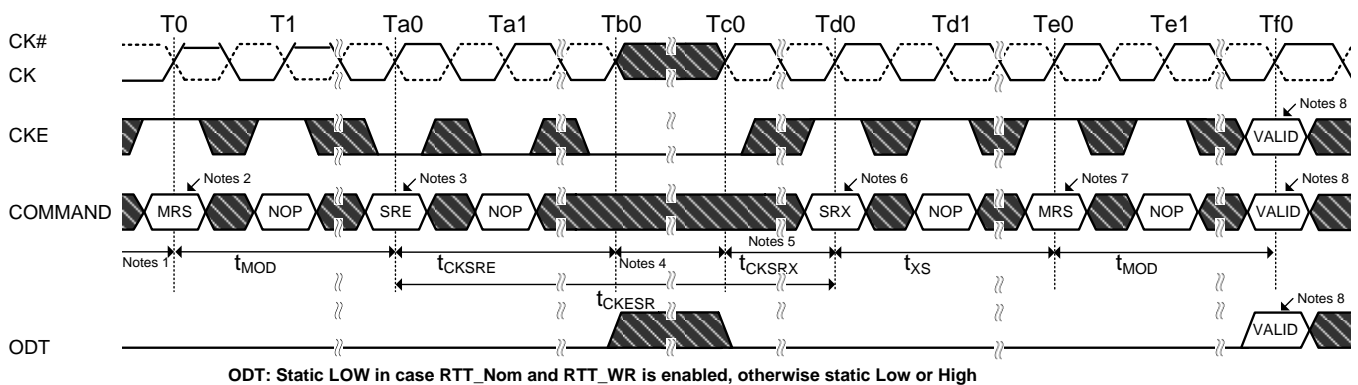 T0 T1 Ta0 Ta1 Tb0 Tc0 Td0 Td1 Te0 Te1 Tf0
CK#
CK
Notes 8
CKE
VALID
Notes 2 Notes 3 Notes 6 Notes 7 Notes 8
COMMAND MRS NOP SRE NOP SRX NOP MRS NOP VALID
Notes 1 tMOD tCKSRE Notes 4 Notes 5 tCKSRX tXS tMOD
tCKESR
Notes 8
ODT VALID
ODT: Static LOW in case RTT_Nom and RTT_WR is enabled, otherwise static Low or High